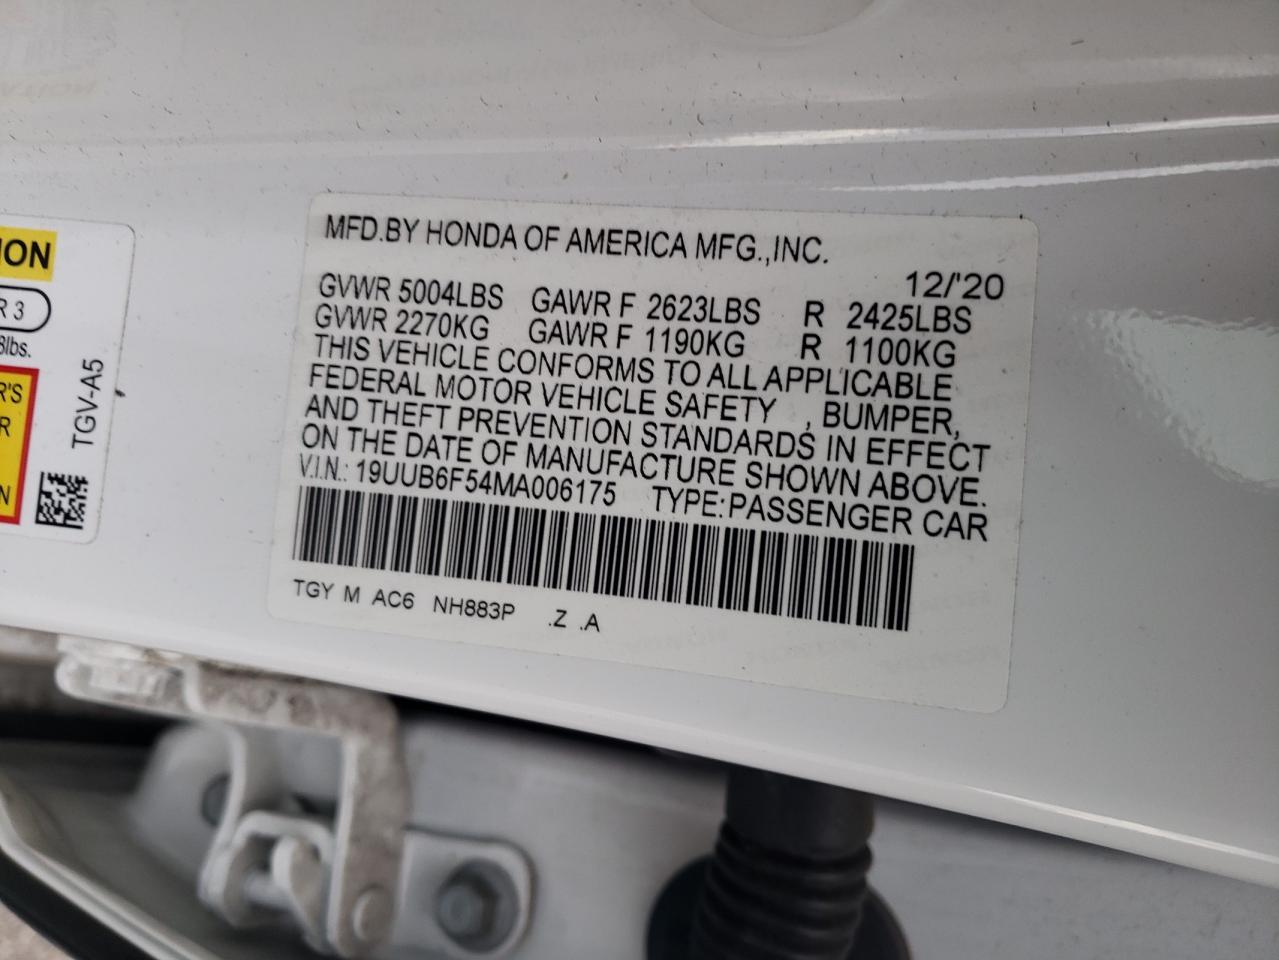 MFD.BY HONDA OF AMERICA MFG.,INC.
12/'20
GVWR 5004LBS GAWR F 2623LBS R 2425LBS
GVWR 2270KG GAWR F 1190KG R 1100KG
THIS VEHICLE CONFORMS TO ALL APPLICABLE
FEDERAL MOTOR VEHICLE SAFETY , BUMPER,
AND THEFT PREVENTION STANDARDS IN EFFECT
ON THE DATE OF MANUFACTURE SHOWN ABOVE.
V.I.N.: 19UUB6F54MA006175 TYPE:PASSENGER CAR
TGY M AC6 NH883P .Z .A
ION
R 3
lbs.
R'S
R
N
TGV-A5